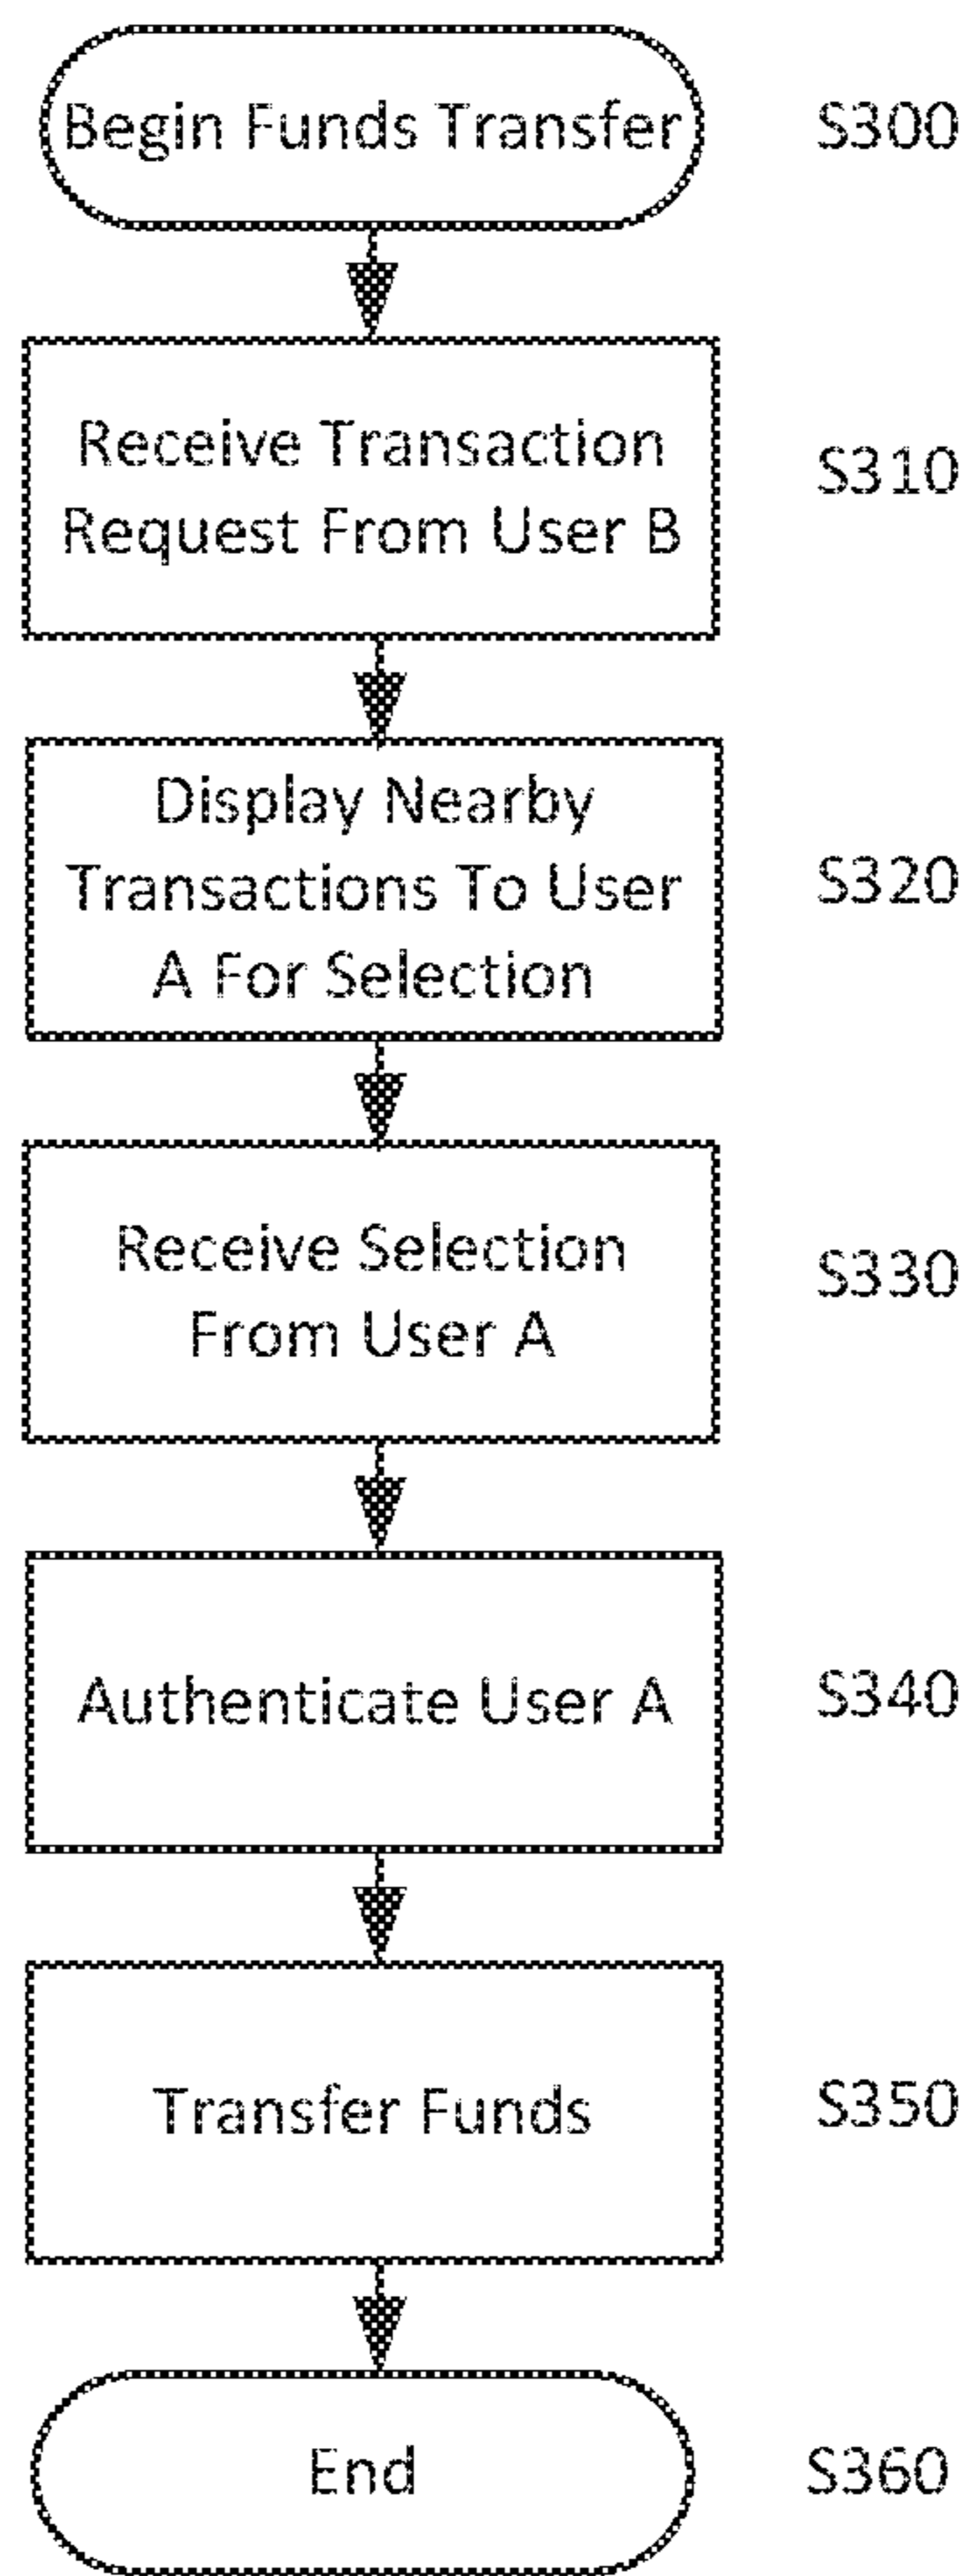 Begin Funds Transfer S300
Receive Transaction
Request From User B
S310
Display Nearby
Transactions To User
A For Selection
S320
Receive Selection
From User A
S330
Authenticate User A S340
Transfer Funds S350
End S360